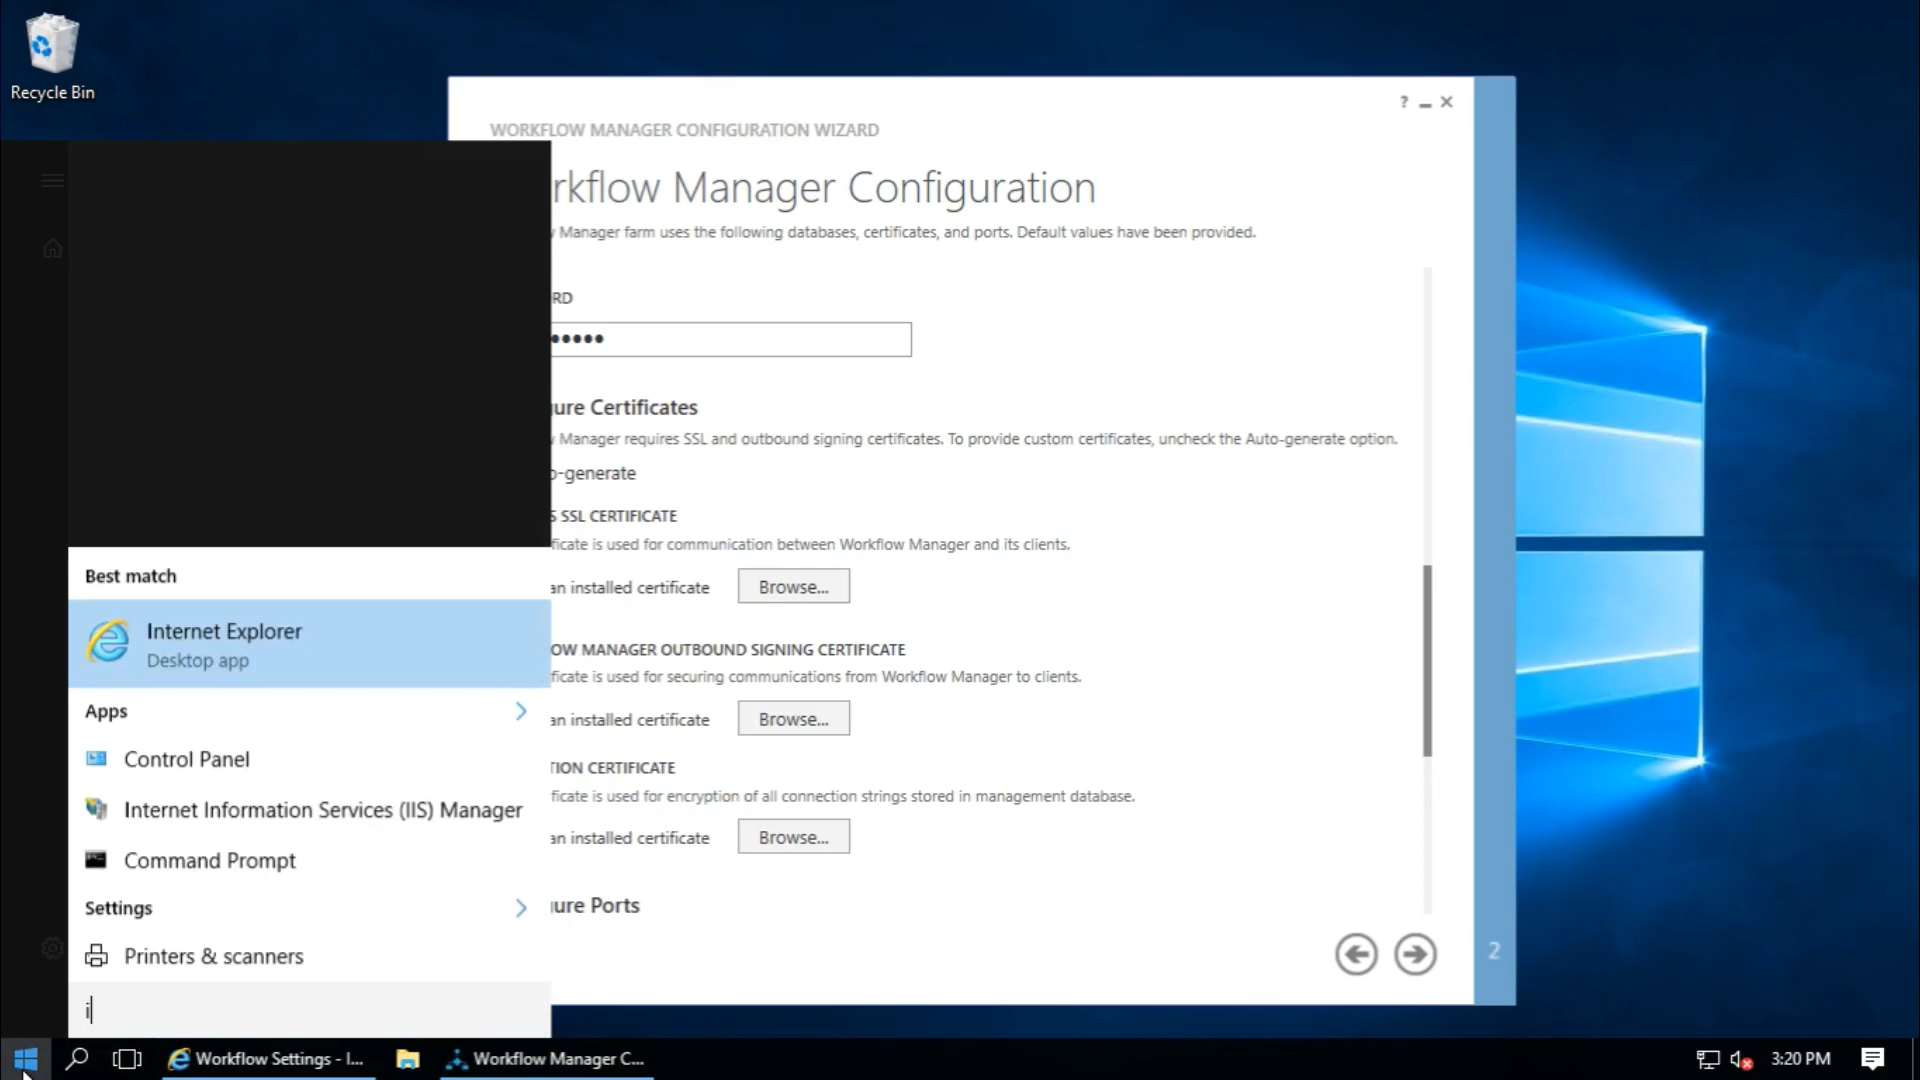 Recycle Bin
? _ ×
WORKFLOW MANAGER CONFIGURATION WIZARD
rkflow Manager Configuration
Manager farm uses the following databases, certificates, and ports. Default values have been provided.
RD
•••••
ure Certificates
Manager requires SSL and outbound signing certificates. To provide custom certificates, uncheck the Auto-generate option.
o-generate
S SSL CERTIFICATE
ficate is used for communication between Workflow Manager and its clients.
an installed certificate Browse...
OW MANAGER OUTBOUND SIGNING CERTIFICATE
ficate is used for securing communications from Workflow Manager to clients.
an installed certificate Browse...
TION CERTIFICATE
ficate is used for encryption of all connection strings stored in management database.
an installed certificate Browse...
ure Ports
2
Best match
Internet Explorer
Desktop app
Apps
Control Panel
Internet Information Services (IIS) Manager
Command Prompt
Settings
Printers & scanners
i
Workflow Settings - I...
Workflow Manager C...
3:20 PM